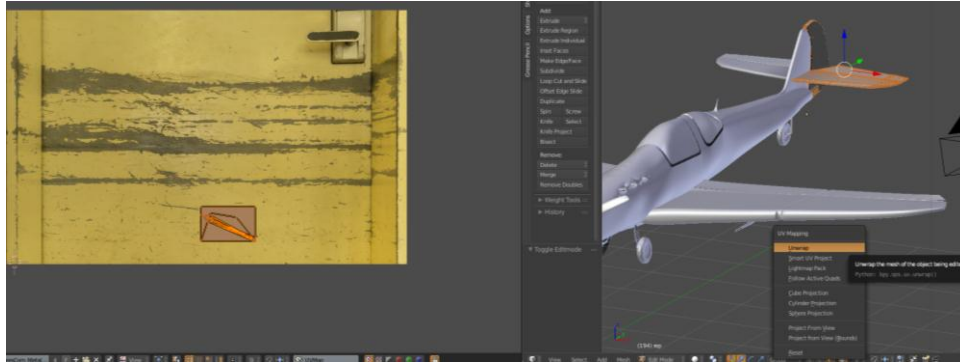 Options
Grease Pencil
Add:
Extrude
Extrude Region
Extrude Individual
Inset Faces
Make Edge/Face
Subdivide
Loop Cut and Slide
Offset Edge Slide
Duplicate
Spin Screw
Knife Select
Knife Project
Bisect
Remove:
Delete
Merge
Remove Doubles
Weight Tools
History
Toggle Editmode
UV Mapping
Unwrap
Smart UV Project
Lightmap Pack
Follow Active Quads
Cube Projection
Cylinder Projection
Sphere Projection
Project From View
Project from View (Bounds)
Reset
Unwrap the mesh of the object being edite
Python: bpy.ops.uv.unwrap()
View
View Select Add Mesh Edit Mode